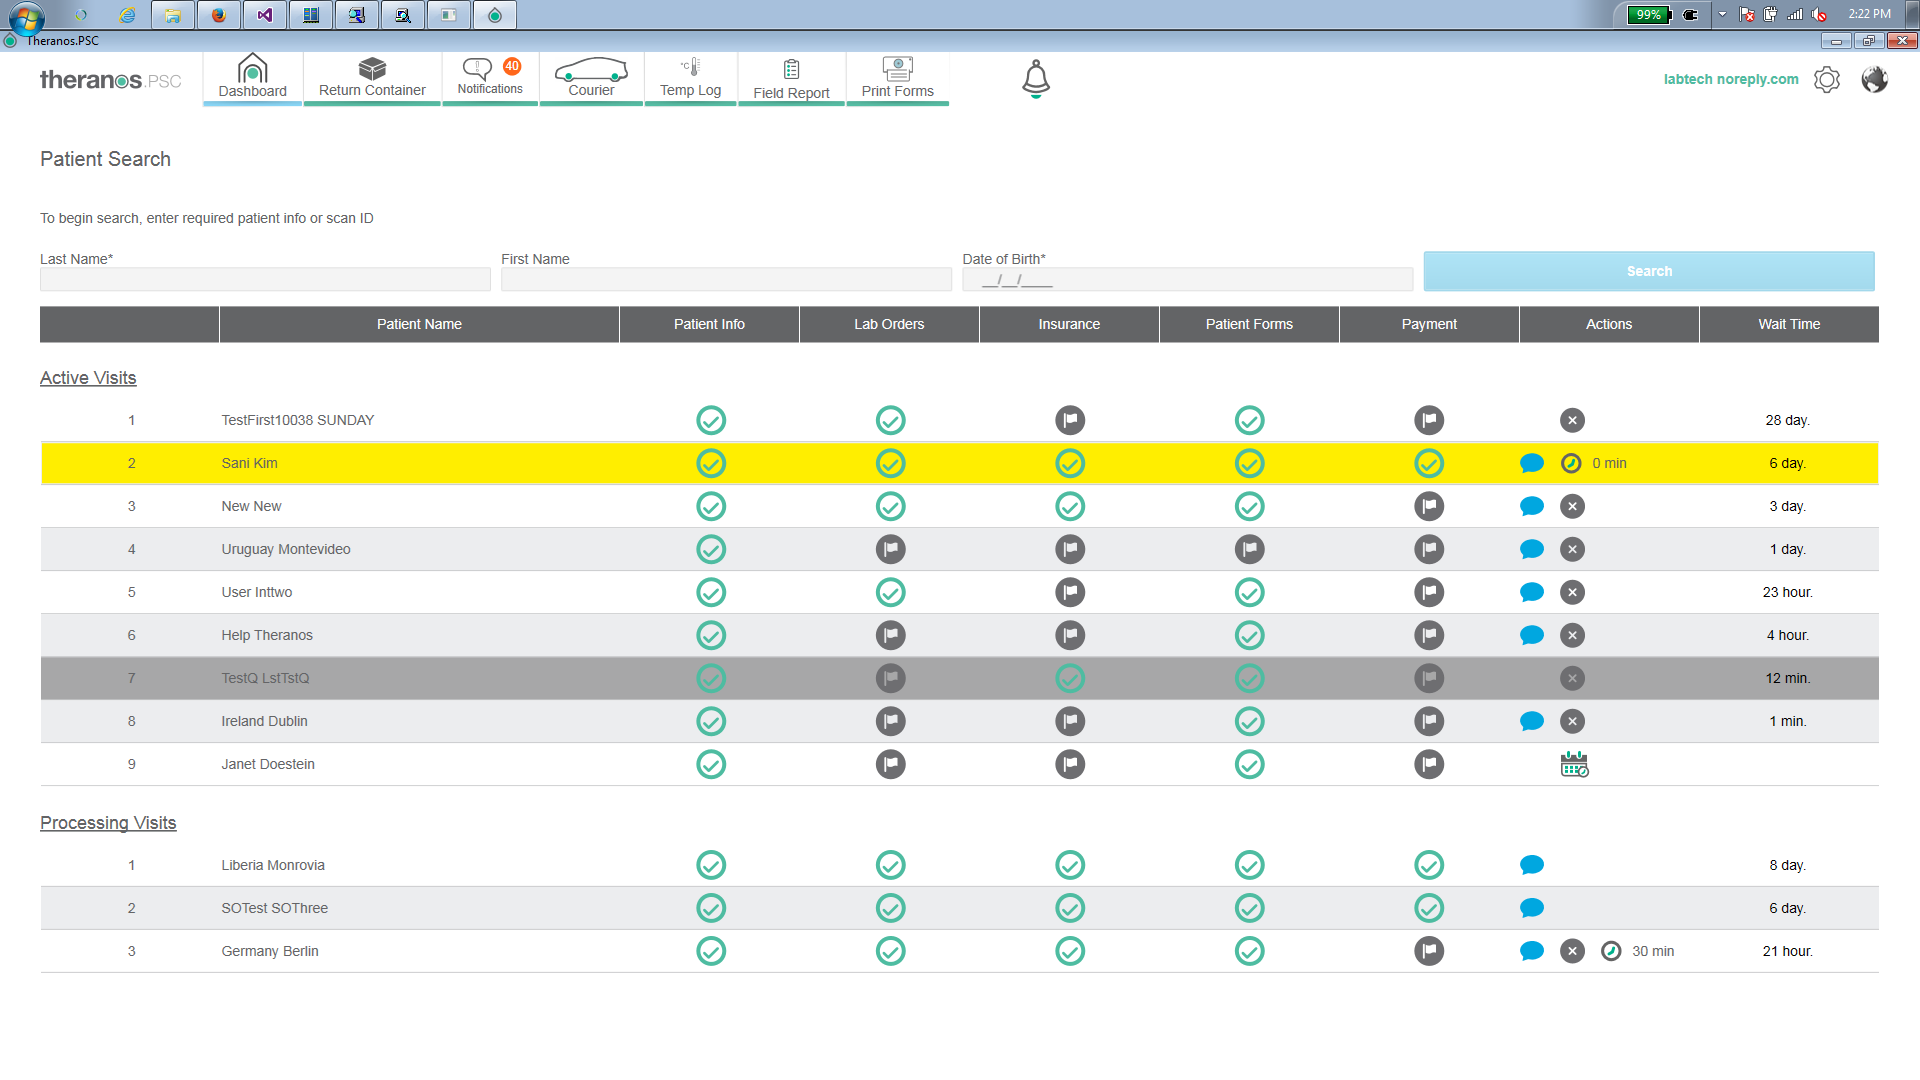 99%
2:22 PM
Theranos.PSC
theranos.PSC
Dashboard
Return Container
40
Notifications
Courier
°C
Temp Log
Field Report
Print Forms
labtech noreply.com
Patient Search
To begin search, enter required patient info or scan ID
Last Name* First Name Date of Birth*
__/__/____
Search
Patient Name Patient Info Lab Orders Insurance Patient Forms Payment Actions Wait Time
Active Visits
1 TestFirst10038 SUNDAY 28 day.
2 Sani Kim 0 min 6 day.
3 New New 3 day.
4 Uruguay Montevideo 1 day.
5 User Inttwo 23 hour.
6 Help Theranos 4 hour.
7 TestQ LstTstQ 12 min.
8 Ireland Dublin 1 min.
9 Janet Doestein
Processing Visits
1 Liberia Monrovia 8 day.
2 SOTest SOThree 6 day.
3 Germany Berlin 30 min 21 hour.